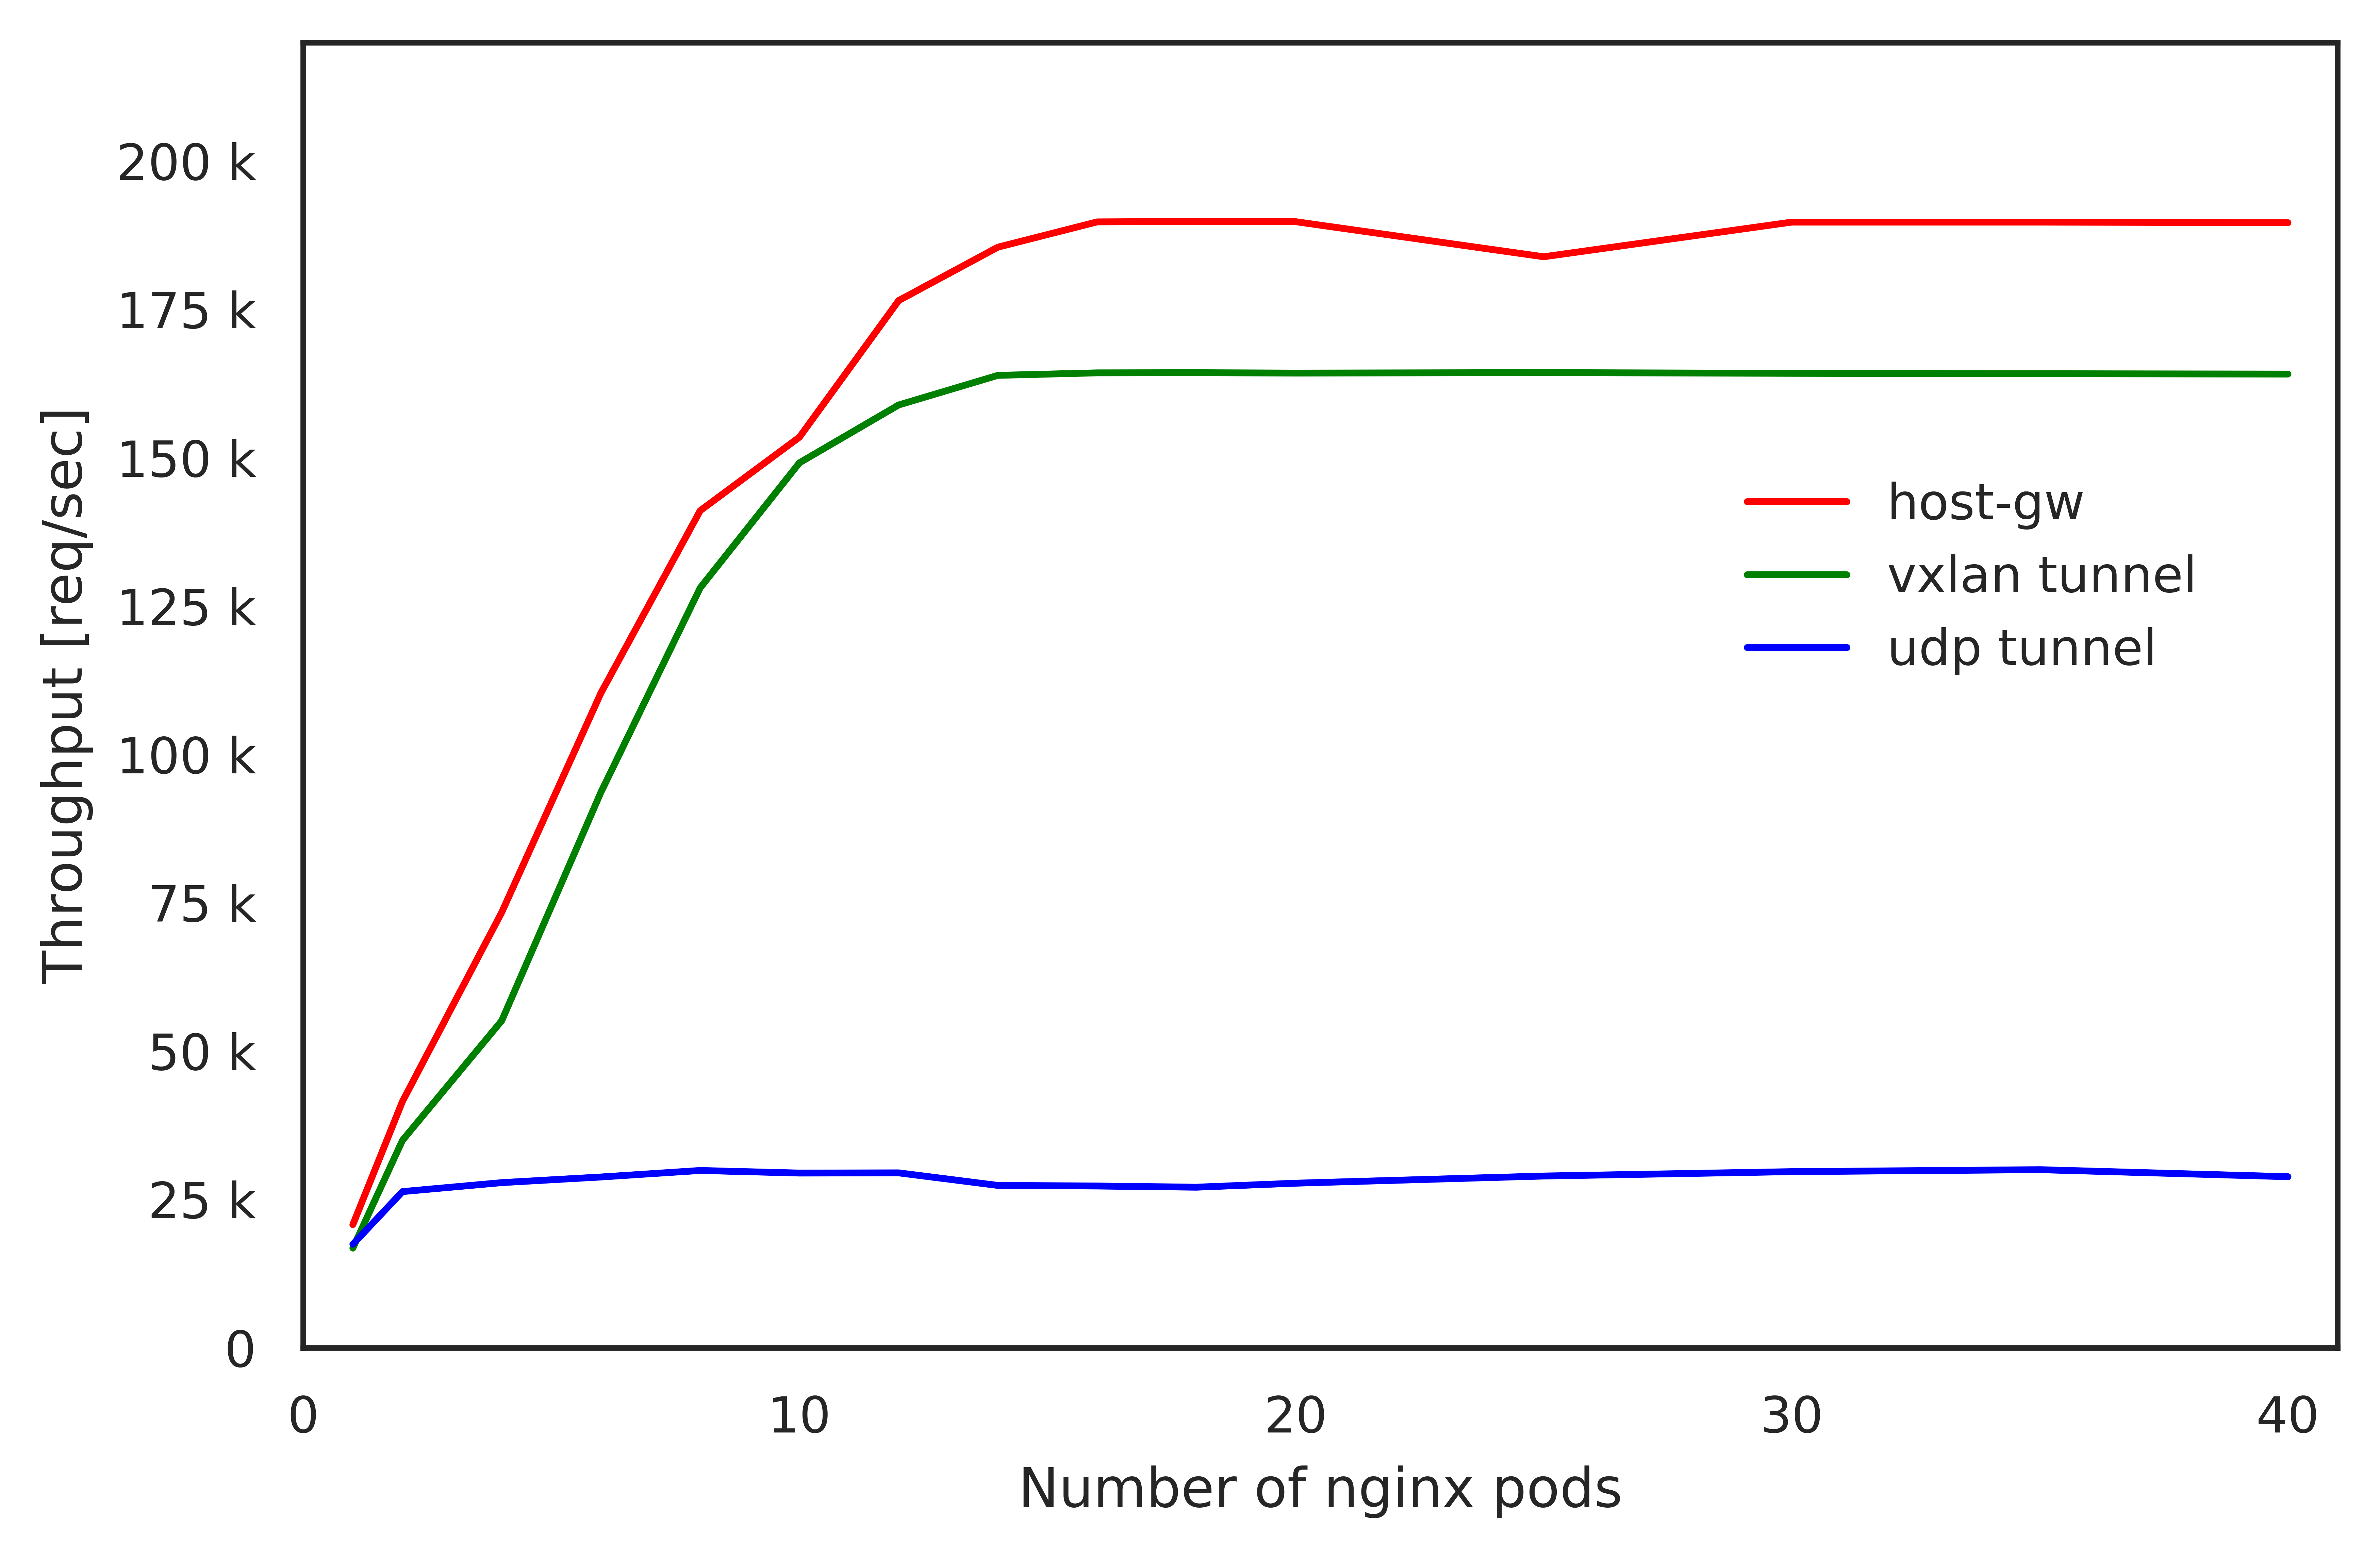 200 k
175 k
150 k
125 k
100 k
75 k
50 k
25 k
0
Throughput [req/sec]
host-gw
vxlan tunnel
udp tunnel
0 10 20 30 40
Number of nginx pods